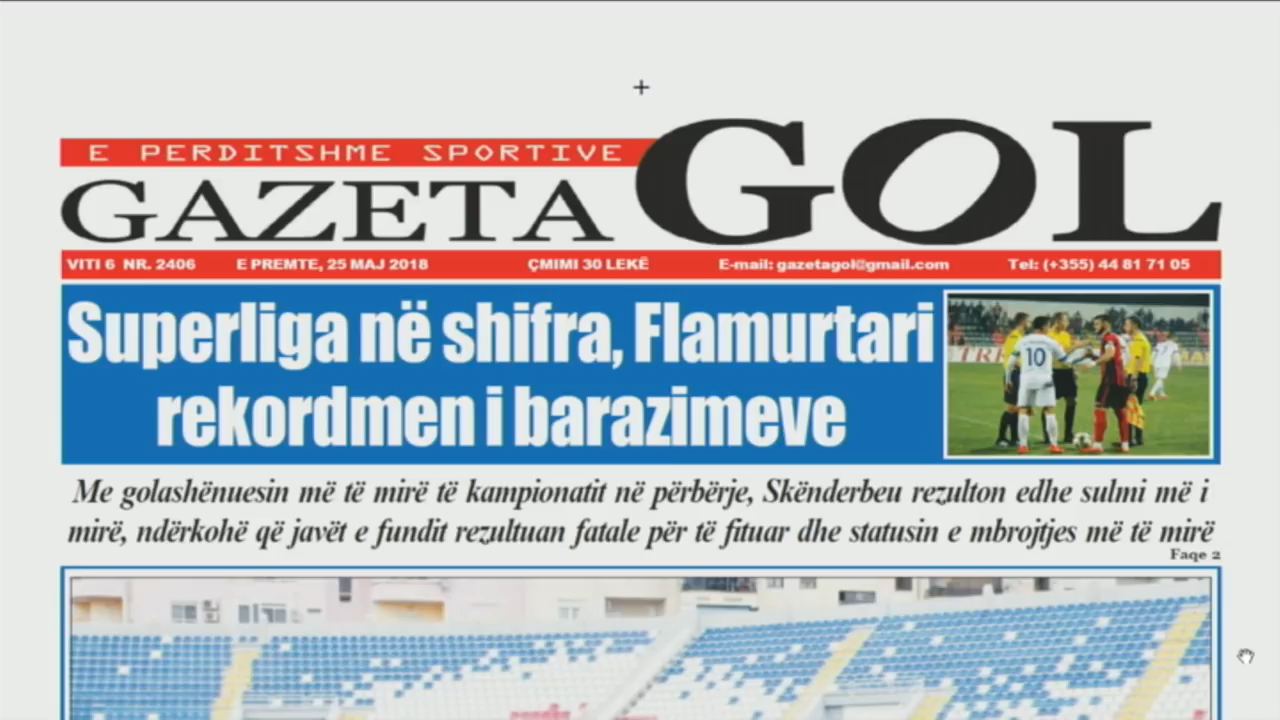 E PERDITSHME SPORTIVE
GAZETA GOL
VITI 6 NR. 2406 E PREMTE, 25 MAJ 2018 ÇMIMI 30 LEKË E-mail: gazetagol@gmail.com Tel: (+355) 44 81 71 05
Superliga në shifra, Flamurtari
rekordmen i barazimeve
10
Me golashënuesin më të mirë të kampionatit në përbërje, Skënderbeu rezulton edhe sulmi më i
mirë, ndërkohë që javët e fundit rezultuan fatale për të fituar dhe statusin e mbrojtjes më të mirë
Faqe 2